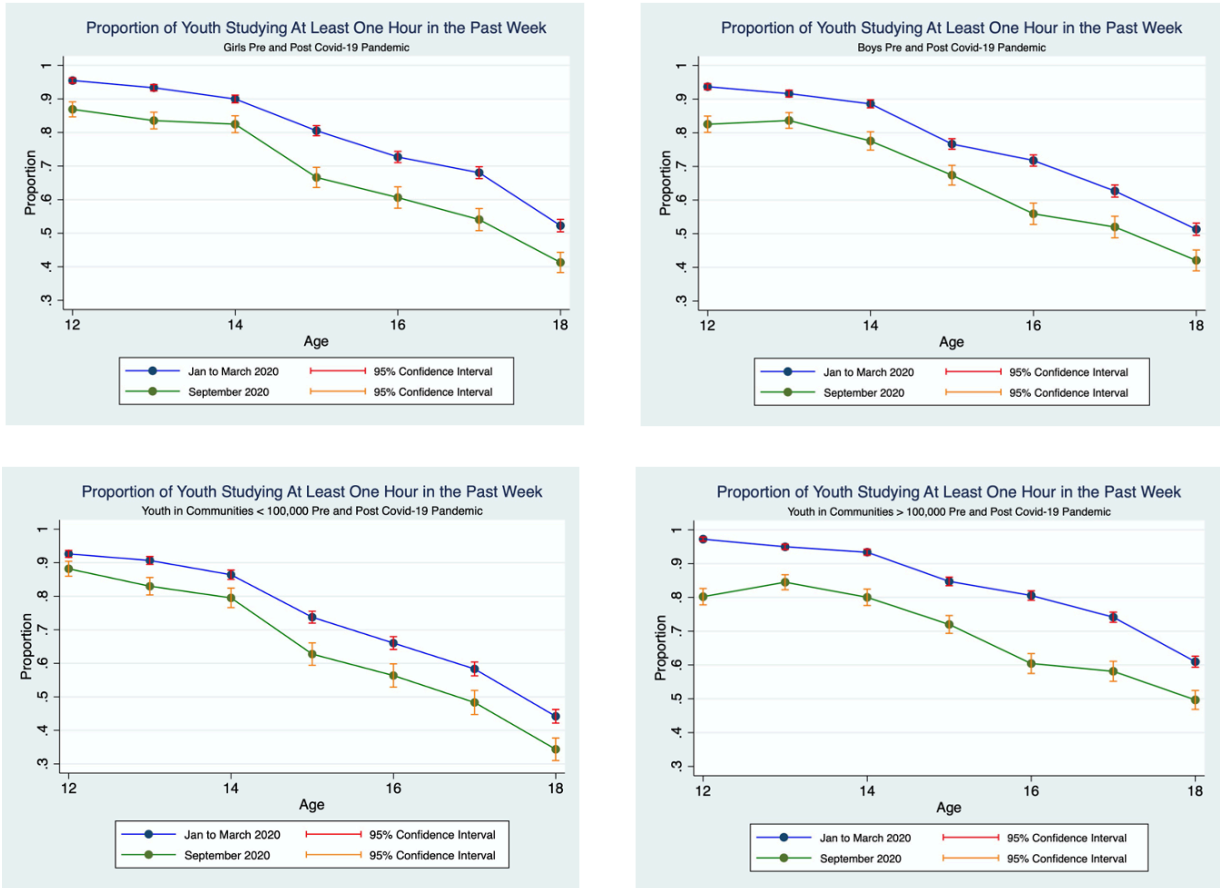 Proportion of Youth Studying At Least One Hour in the Past Week
Girls Pre and Post Covid-19 Pandemic
1
.9
.8
.7
.6
.5
.4
.3
Proportion
12 14 16 18
Age
Jan to March 2020 95% Confidence Interval
September 2020 95% Confidence Interval
Proportion of Youth Studying At Least One Hour in the Past Week
Boys Pre and Post Covid-19 Pandemic
1
.9
.8
.7
.6
.5
.4
.3
Proportion
12 14 16 18
Age
Jan to March 2020 95% Confidence Interval
September 2020 95% Confidence Interval
Proportion of Youth Studying At Least One Hour in the Past Week
Youth in Communities < 100,000 Pre and Post Covid-19 Pandemic
1
.9
.8
.7
.6
.5
.4
.3
Proportion
12 14 16 18
Age
Jan to March 2020 95% Confidence Interval
September 2020 95% Confidence Interval
Proportion of Youth Studying At Least One Hour in the Past Week
Youth in Communities > 100,000 Pre and Post Covid-19 Pandemic
1
.9
.8
.7
.6
.5
.4
.3
Proportion
12 14 16 18
Age
Jan to March 2020 95% Confidence Interval
September 2020 95% Confidence Interval